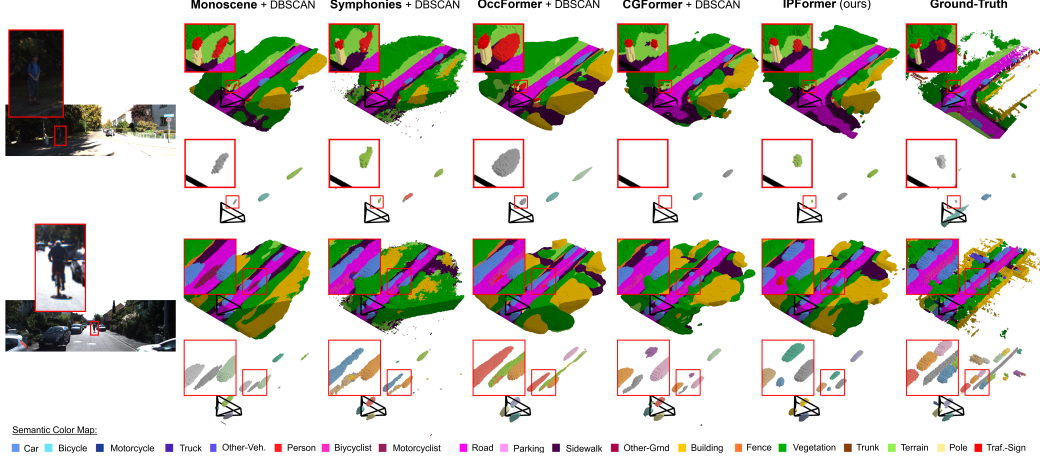 Monoscene + DBSCAN Symphonies + DBSCAN OccFormer + DBSCAN CGFormer + DBSCAN IPFormer (ours) Ground-Truth
Semantic Color Map:
Car Bicycle Motorcycle Truck Other-Veh. Person Biycyclist Motorcyclist Road Parking Sidewalk Other-Grnd Building Fence Vegetation Trunk Terrain Pole Traf.-Sign